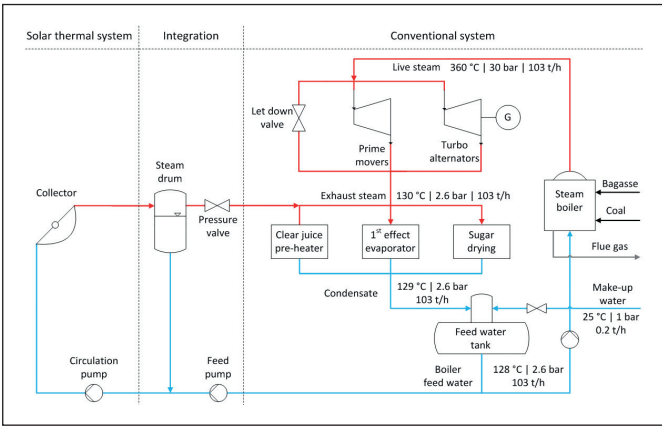 Solar thermal system
Integration
Conventional system
Live steam 360 °C | 30 bar | 103 t/h
Let down
valve
G
Prime
movers
Turbo
alternators
Steam
drum
Collector
Pressure
valve
Exhaust steam 130 °C | 2.6 bar | 103 t/h
Steam
boiler
Bagasse
Coal
Flue gas
Clear juice
pre-heater
1st effect
evaporator
Sugar
drying
Condensate
129 °C | 2.6 bar
103 t/h
Make-up
water
25 °C | 1 bar
0.2 t/h
Feed water
tank
Circulation
pump
Feed
pump
Boiler
feed water
128 °C | 2.6 bar
103 t/h